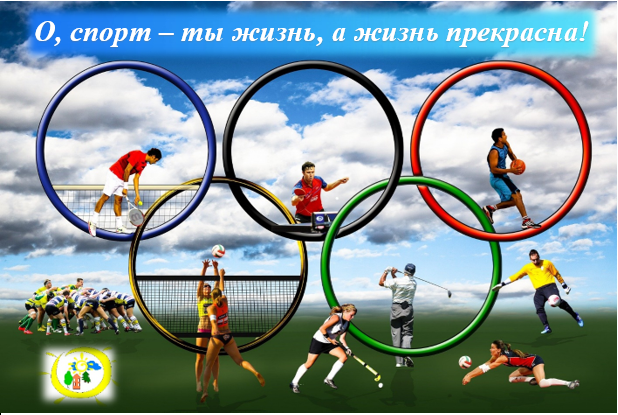 О, спорт – ты жизнь, а жизнь прекрасна!